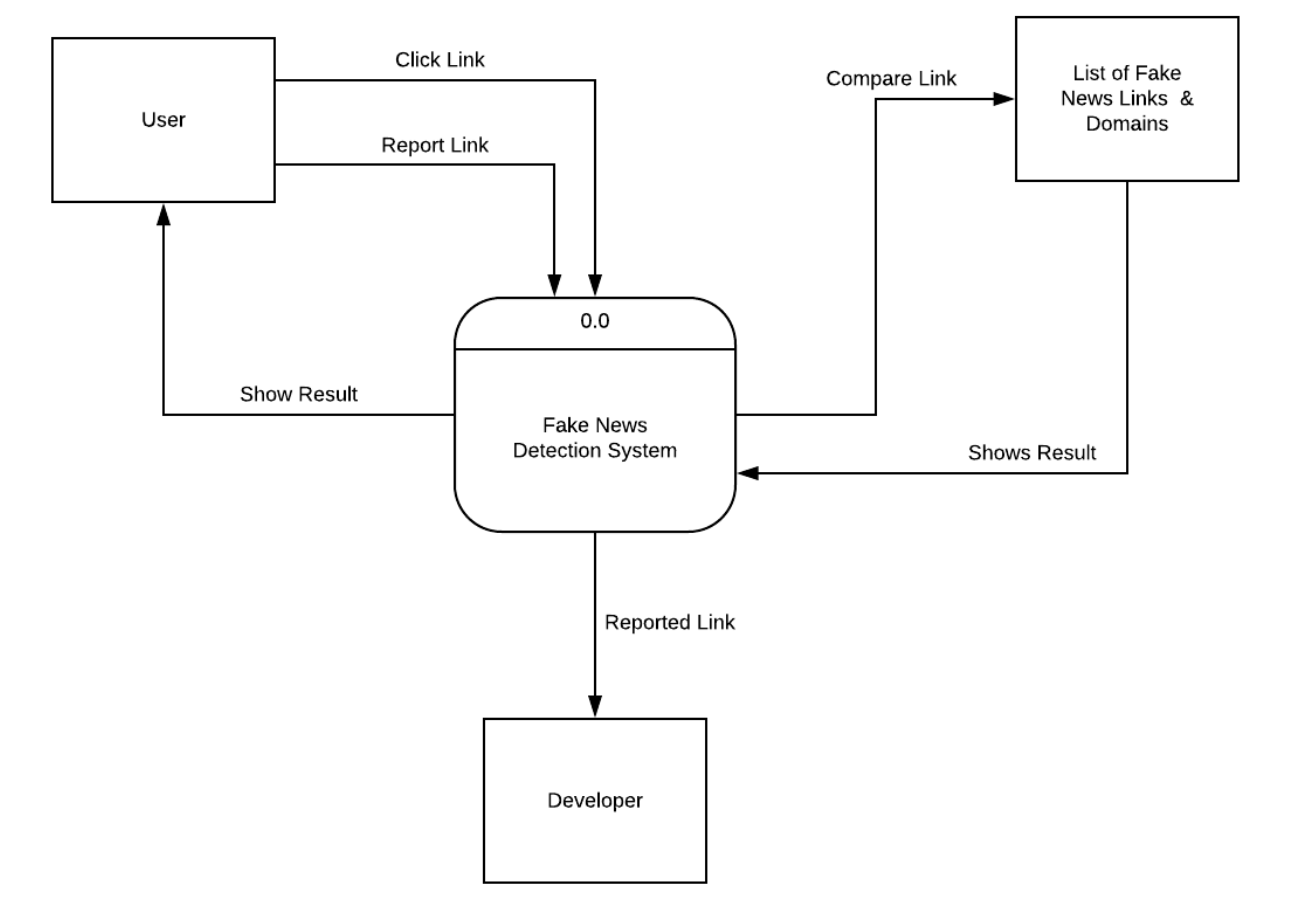 Click Link
User
Report Link
Compare Link
List of Fake
News Links & 
Domains
0.0
Show Result
Fake News
Detection System
Shows Result
Reported Link
Developer